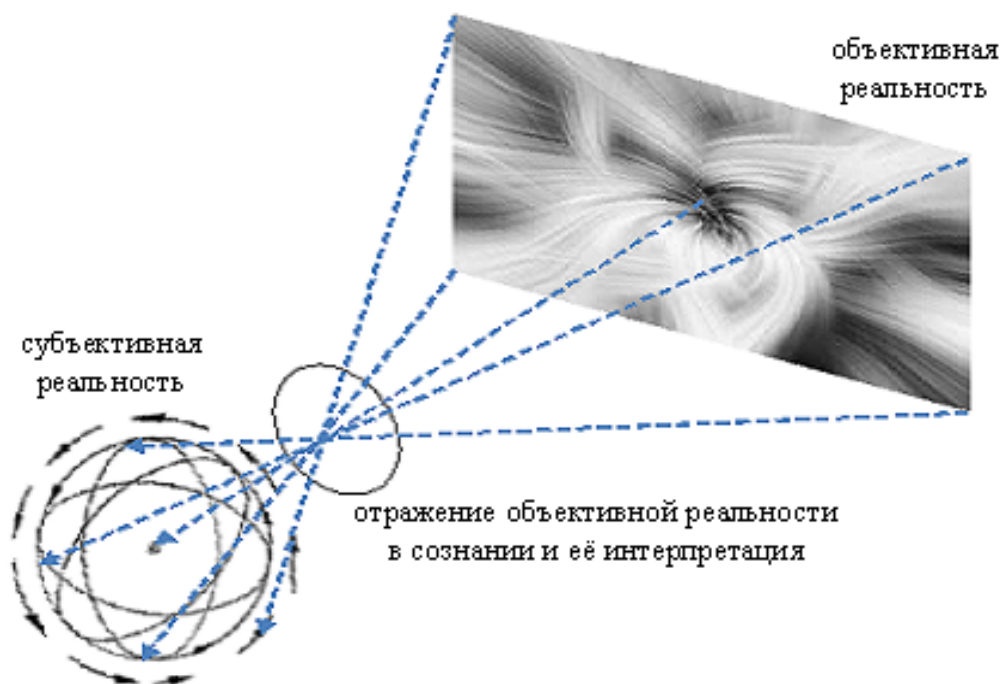 объективная
реальность
субъективная
реальность
отражение объективной реальности
в сознании и её интерпретация